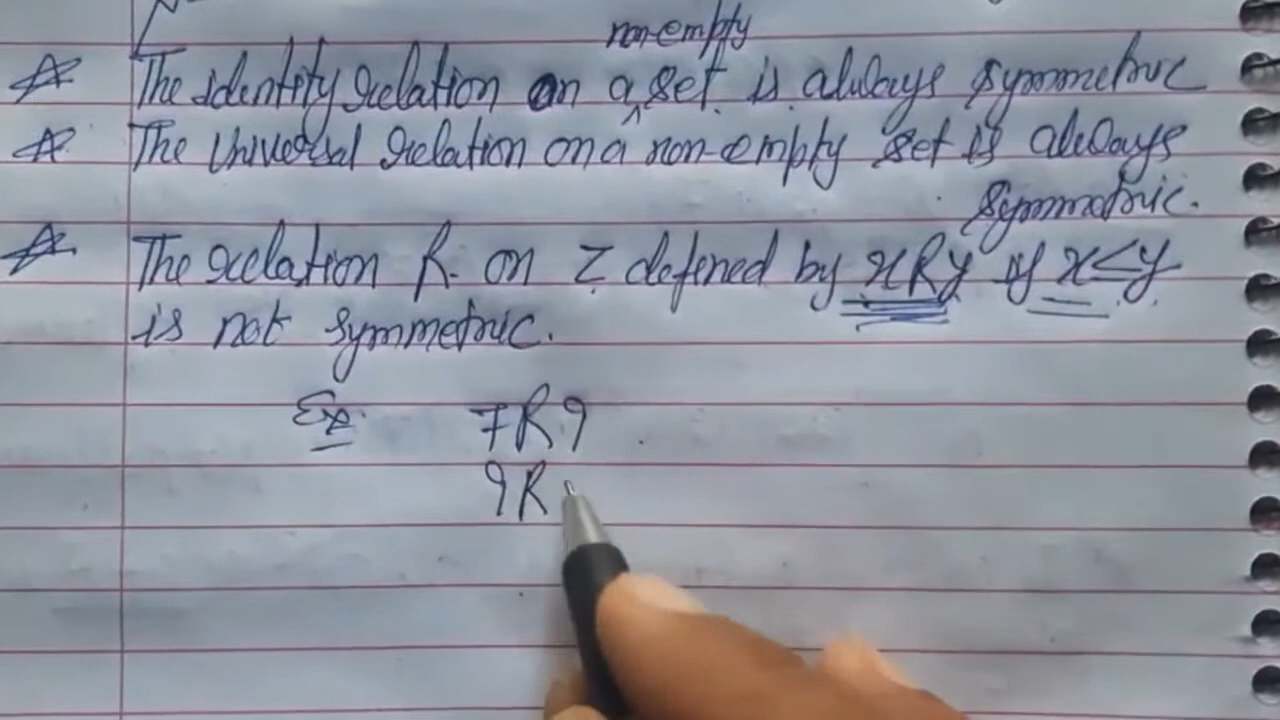 non-empty
The identity relation on a set is always symmetric
The Universal relation on a non-empty set is always
symmetric.
The relation R on Z defined by xRy if x≤y
is not symmetric.
Ex. 7R9
9R